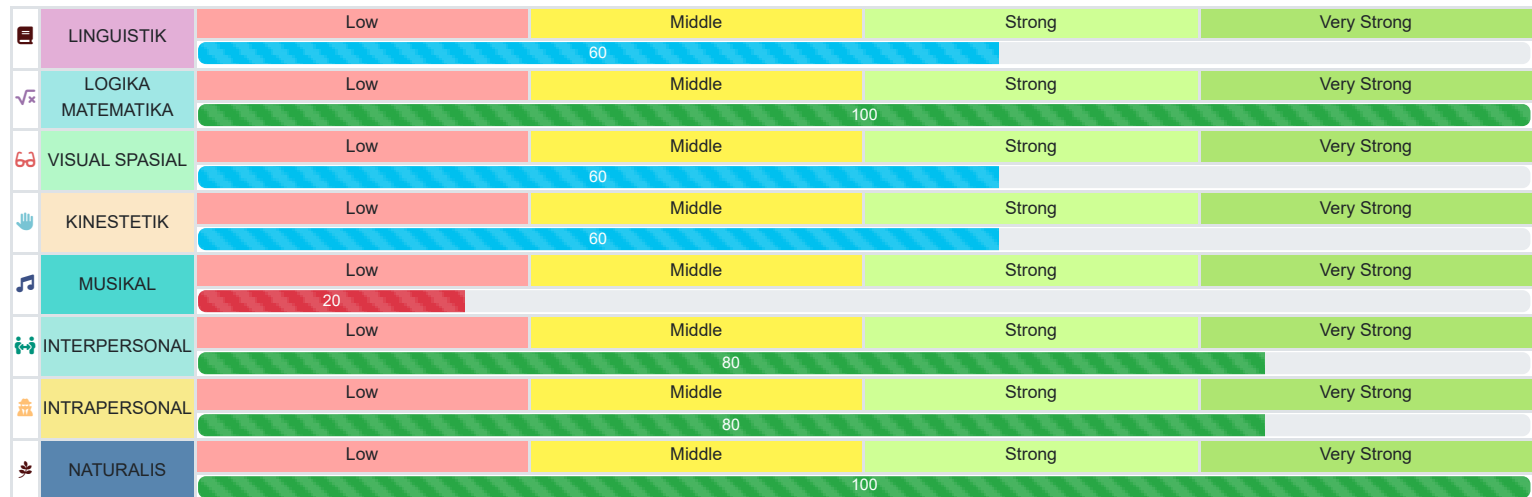 Low Middle Strong Very Strong
LINGUISTIK
60
Low Middle Strong Very Strong
LOGIKA
MATEMATIKA
100
Low Middle Strong Very Strong
VISUAL SPASIAL
60
Low Middle Strong Very Strong
KINESTETIK
60
Low Middle Strong Very Strong
MUSIKAL
20
Low Middle Strong Very Strong
INTERPERSONAL
80
Low Middle Strong Very Strong
INTRAPERSONAL
80
Low Middle Strong Very Strong
NATURALIS
100